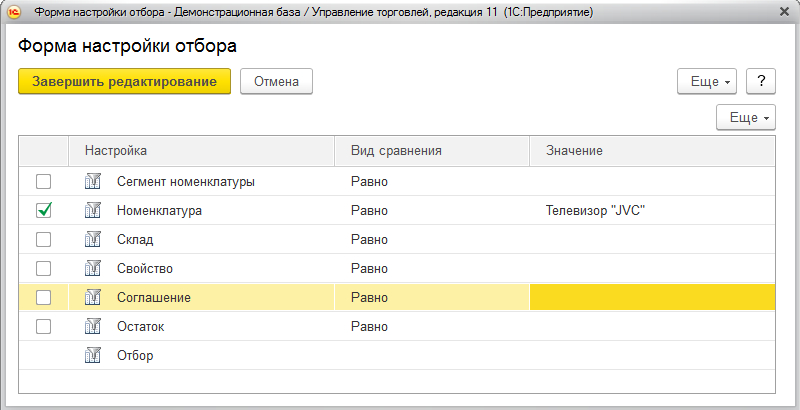 Форма настройки отбора - Демонстрационная база / Управление торговлей, редакция 11 (1С:Предприятие)
Форма настройки отбора
Завершить редактирование Отмена Еще ?
Еще
Настройка Вид сравнения Значение
Сегмент номенклатуры Равно
Номенклатура Равно Телевизор "JVC"
Склад Равно
Свойство Равно
Соглашение Равно
Остаток Равно
Отбор